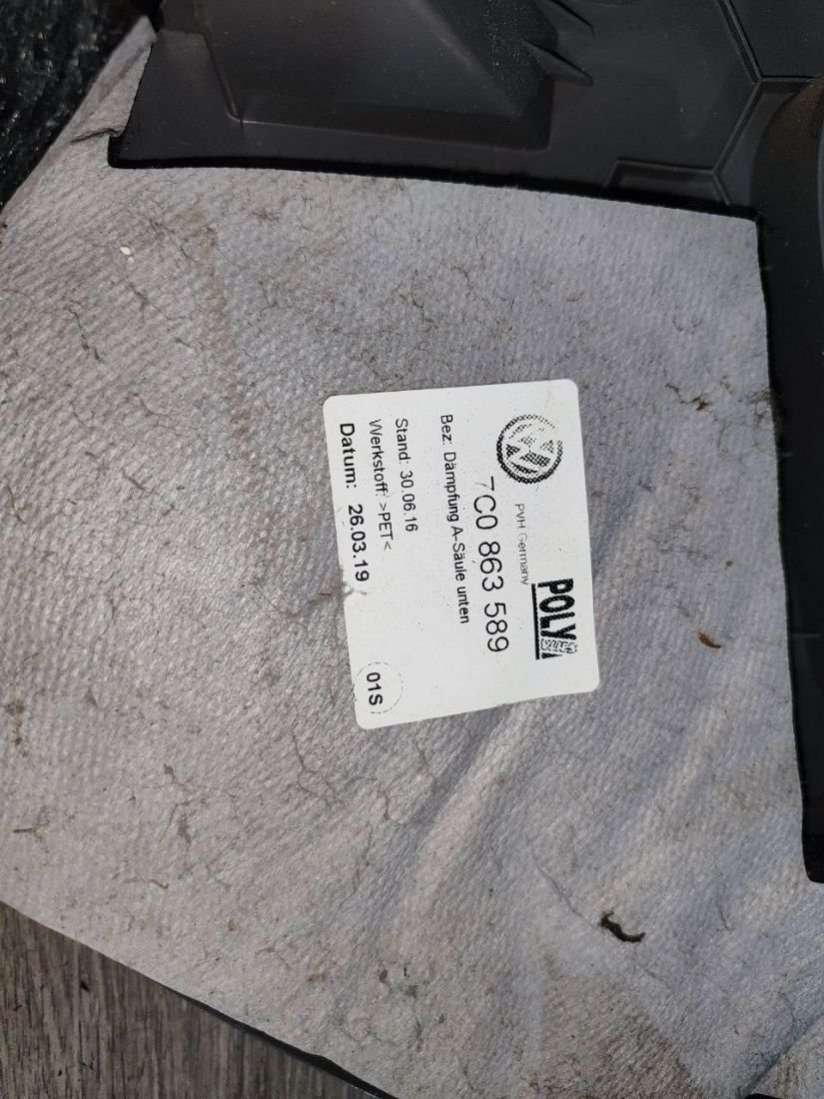 PVH Germany
POLY
7C0 863 589
Bez: Dämpfung A-Säule unten
Stand: 30.06.16
Werkstoff: >PET<
Datum: 26.03.19
01S